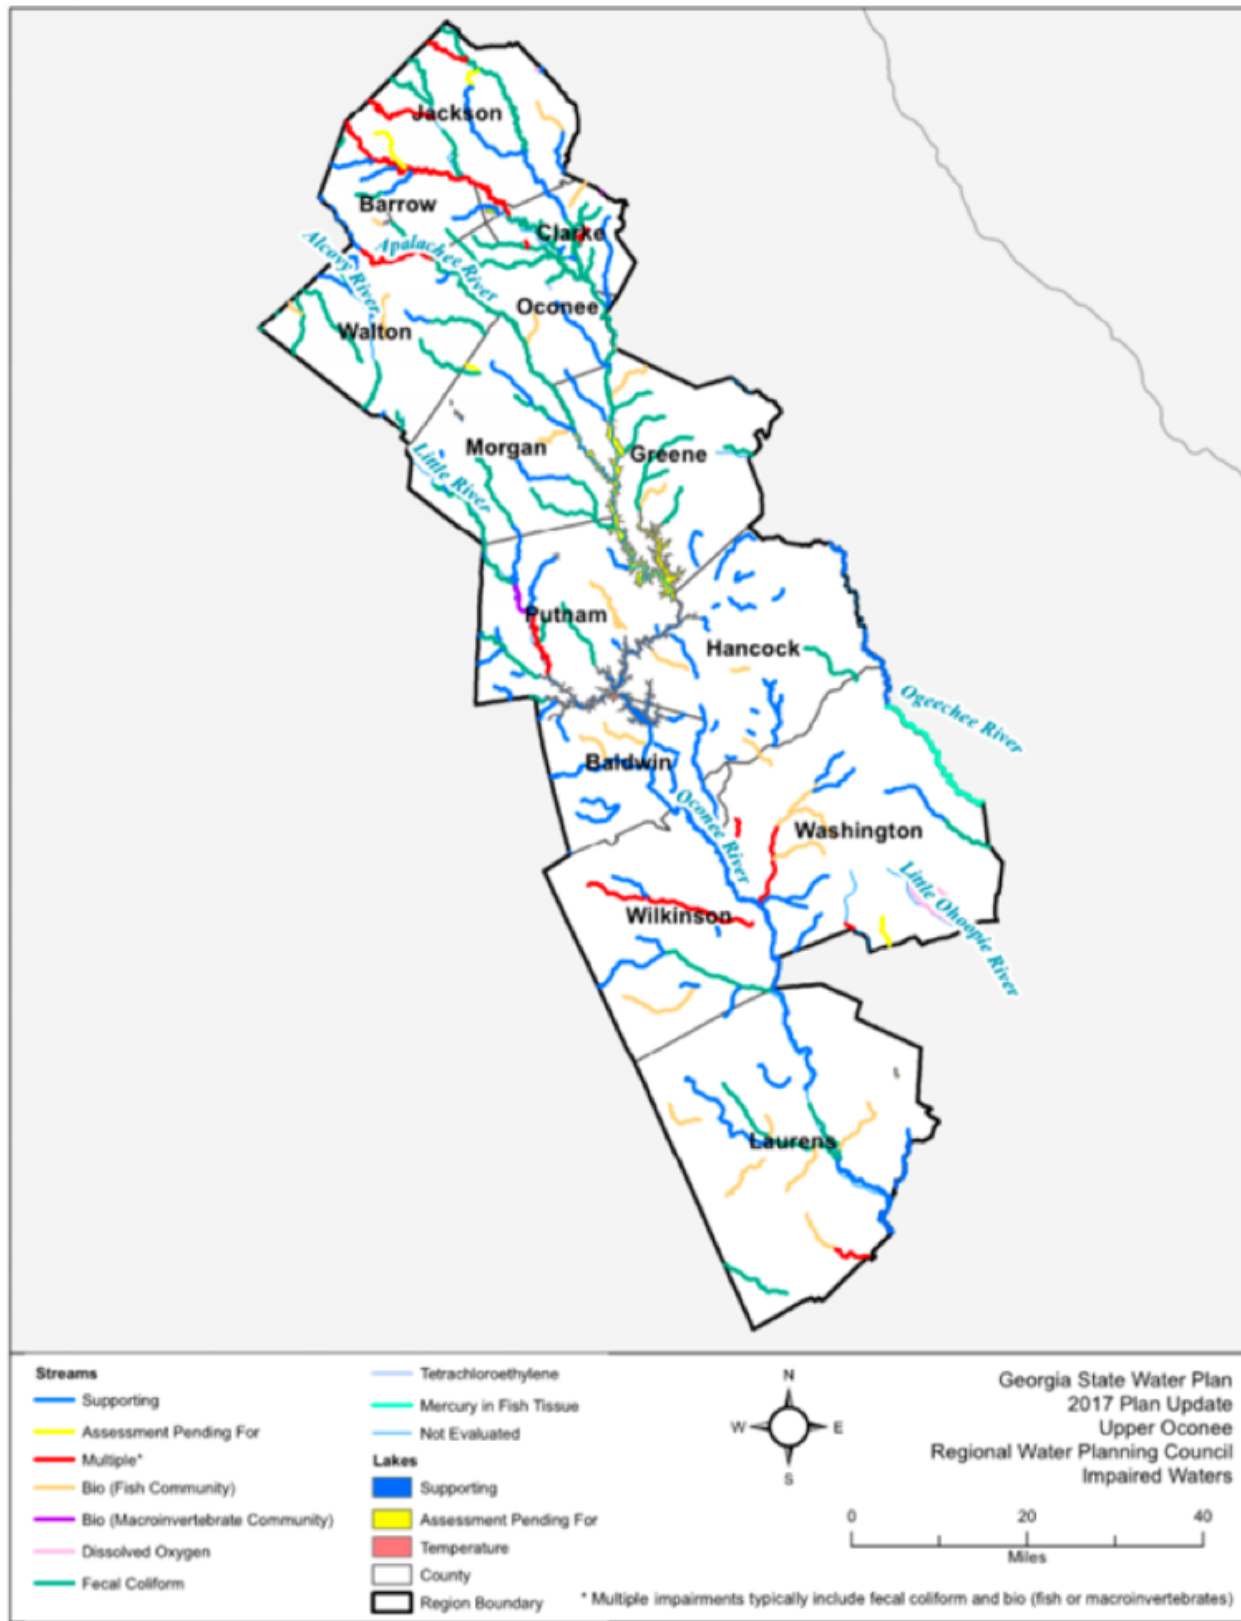 Jackson
Barrow
Clarke
Alcovy River
Apalachee River
Oconee
Walton
Morgan
Greene
Little River
Putnam
Hancock
Ogeechee River
Baldwin
Oconee River
Washington
Little Ohoopie River
Wilkinson
Laurens
Streams
Supporting
Assessment Pending For
Multiple*
Bio (Fish Community)
Bio (Macroinvertebrate Community)
Dissolved Oxygen
Fecal Coliform
Tetrachloroethylene
Mercury in Fish Tissue
Not Evaluated
Lakes
Supporting
Assessment Pending For
Temperature
County
Region Boundary
N
W E
S
Georgia State Water Plan
2017 Plan Update
Upper Oconee
Regional Water Planning Council
Impaired Waters
0 20 40
Miles
* Multiple impairments typically include fecal coliform and bio (fish or macroinvertebrates)